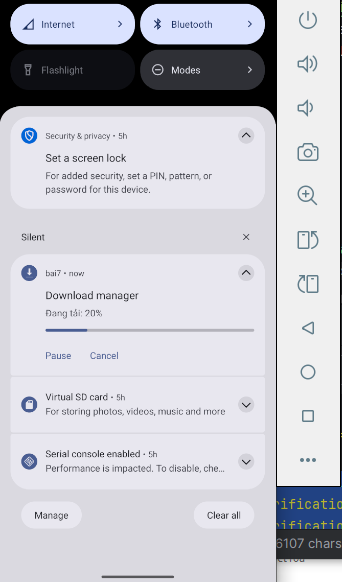 Internet
Bluetooth
Flashlight
Modes
Security & privacy • 5h
Set a screen lock
For added security, set a PIN, pattern, or
password for this device.
Silent
bai7 • now
Download manager
Đang tải: 20%
Pause
Cancel
Virtual SD card • 5h
For storing photos, videos, music and more
Serial console enabled • 5h
Performance is impacted. To disable, che...
Manage
Clear all
rificatio
rification
6107 chars